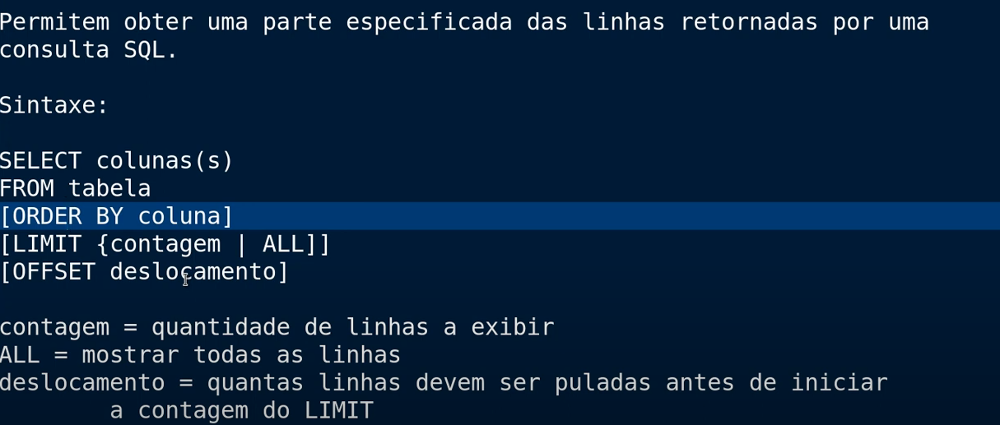 Permitem obter uma parte especificada das linhas retornadas por uma
consulta SQL.
Sintaxe:
SELECT colunas(s)
FROM tabela
[ORDER BY coluna]
[LIMIT {contagem | ALL]]
[OFFSET deslocamento]
contagem = quantidade de linhas a exibir
ALL = mostrar todas as linhas
deslocamento = quantas linhas devem ser puladas antes de iniciar
a contagem do LIMIT